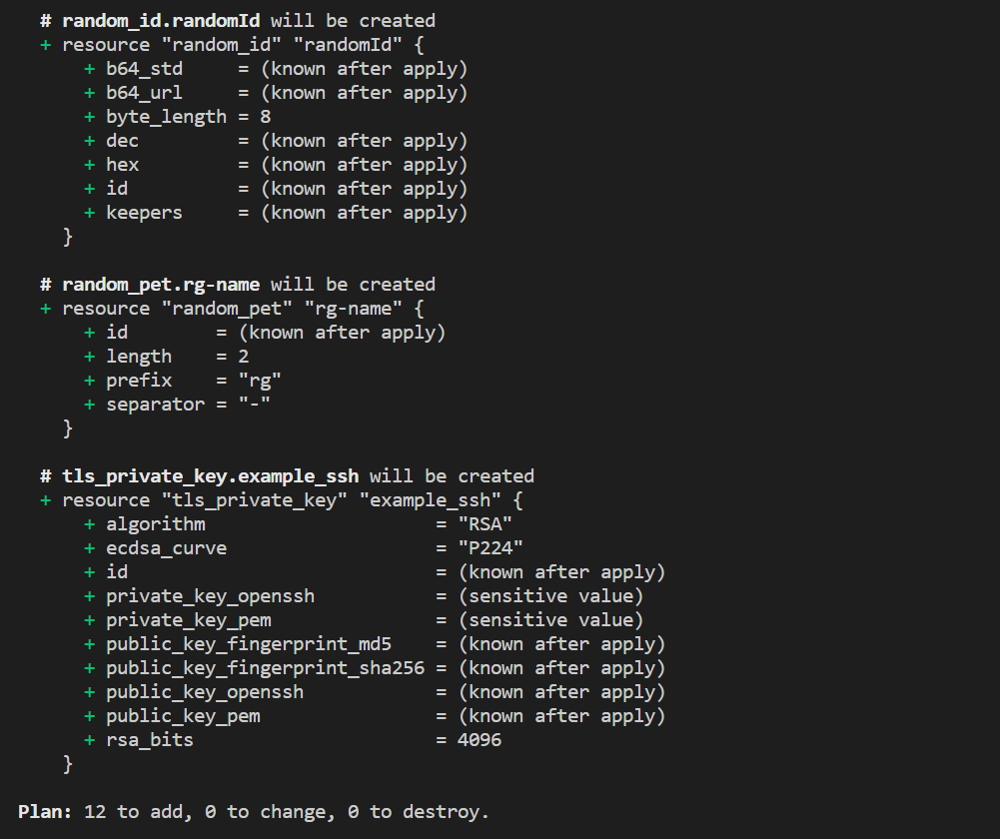 # random_id.randomId will be created
+ resource "random_id" "randomId" {
+ b64_std     = (known after apply)
+ b64_url     = (known after apply)
+ byte_length = 8
+ dec         = (known after apply)
+ hex         = (known after apply)
+ id          = (known after apply)
+ keepers     = (known after apply)
}
# random_pet.rg-name will be created
+ resource "random_pet" "rg-name" {
+ id        = (known after apply)
+ length    = 2
+ prefix    = "rg"
+ separator = "-"
}
# tls_private_key.example_ssh will be created
+ resource "tls_private_key" "example_ssh" {
+ algorithm                     = "RSA"
+ ecdsa_curve                   = "P224"
+ id                            = (known after apply)
+ private_key_openssh           = (sensitive value)
+ private_key_pem               = (sensitive value)
+ public_key_fingerprint_md5    = (known after apply)
+ public_key_fingerprint_sha256 = (known after apply)
+ public_key_openssh            = (known after apply)
+ public_key_pem                = (known after apply)
+ rsa_bits                      = 4096
}
Plan: 12 to add, 0 to change, 0 to destroy.